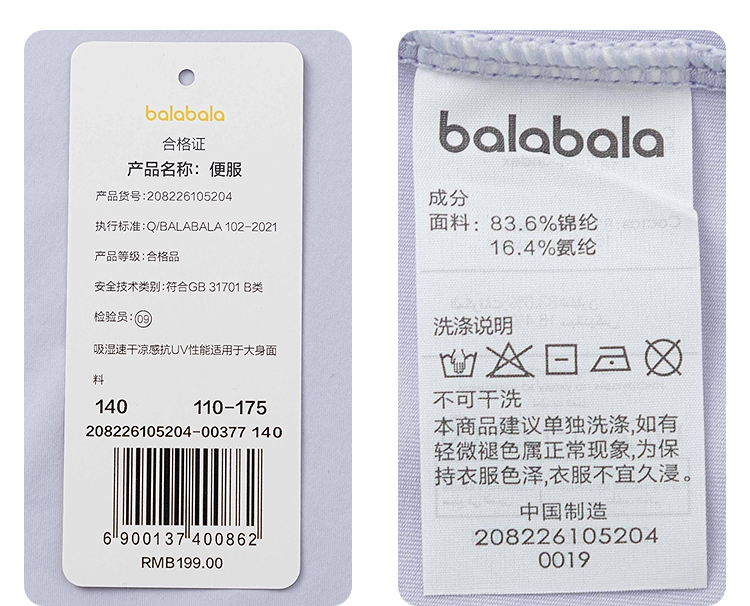 balabala
合格证
产品名称：便服
产品货号：208226105204
执行标准：Q/BALABALA 102-2021
产品等级：合格品
安全技术类别：符合GB 31701 B类
检验员：09
吸湿速干凉感抗UV性能适用于大身面
料
140 110-175
208226105204-00377 140
6 900137 400862
RMB199.00
balabala
成分
面料：83.6%锦纶
16.4%氨纶
洗涤说明
不可干洗
本商品建议单独洗涤,如有
轻微褪色属正常现象,为保
持衣服色泽,衣服不宜久浸。
中国制造
208226105204
0019